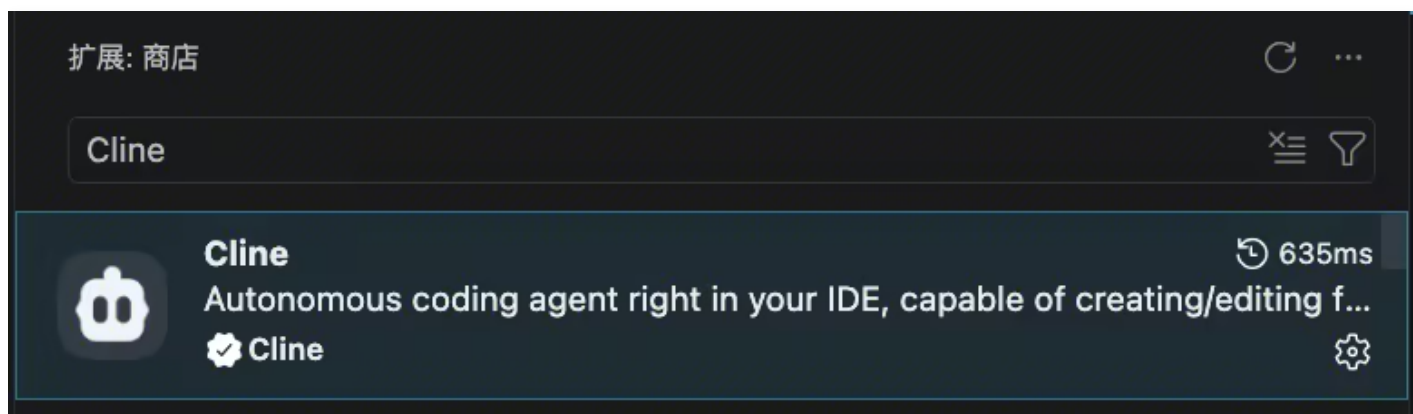 扩展: 商店
Cline
Cline 635ms
Autonomous coding agent right in your IDE, capable of creating/editing f...
Cline